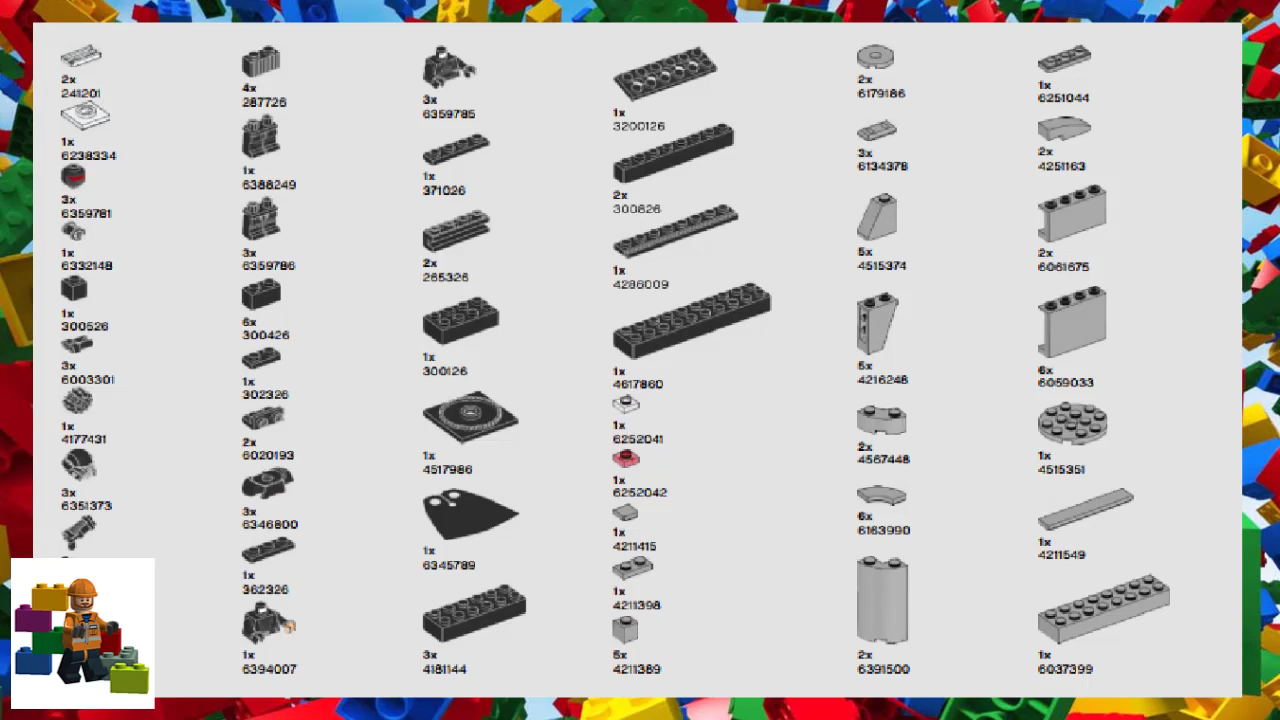 2x
241201
1x
6238334
3x
6359781
1x
6332148
1x
300526
3x
6003301
1x
4177431
3x
6351373
4x
287726
1x
6388249
3x
6359786
6x
300426
1x
302326
2x
6020193
3x
6346800
1x
362326
1x
6394007
3x
6359785
1x
371026
2x
265326
1x
300126
1x
4517986
1x
6345789
3x
4181144
1x
3200126
2x
300826
1x
4286009
1x
4617860
1x
6252041
1x
6252042
1x
4211415
1x
4211398
5x
4211389
2x
6179186
3x
6134378
5x
4515374
5x
4216248
2x
4567448
6x
6163990
2x
6391500
1x
6251044
2x
4251163
2x
6061675
6x
6059033
1x
4515351
1x
4211549
1x
6037399